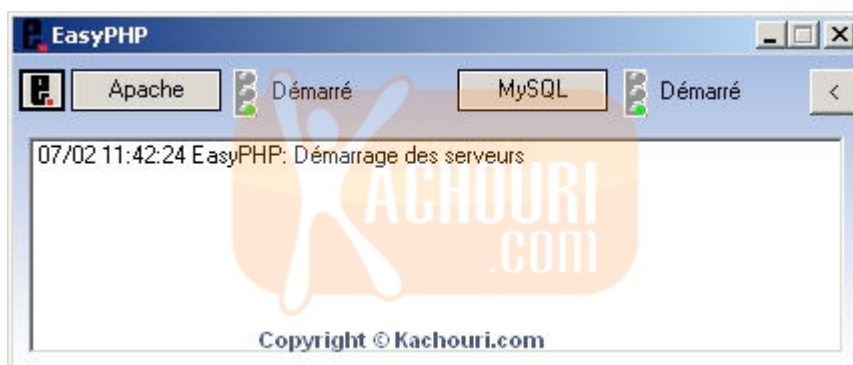 EasyPHP
Apache Démarré MySQL Démarré <
07/02 11:42:24 EasyPHP: Démarrage des serveurs
KACHOURI
.com
Copyright © Kachouri.com